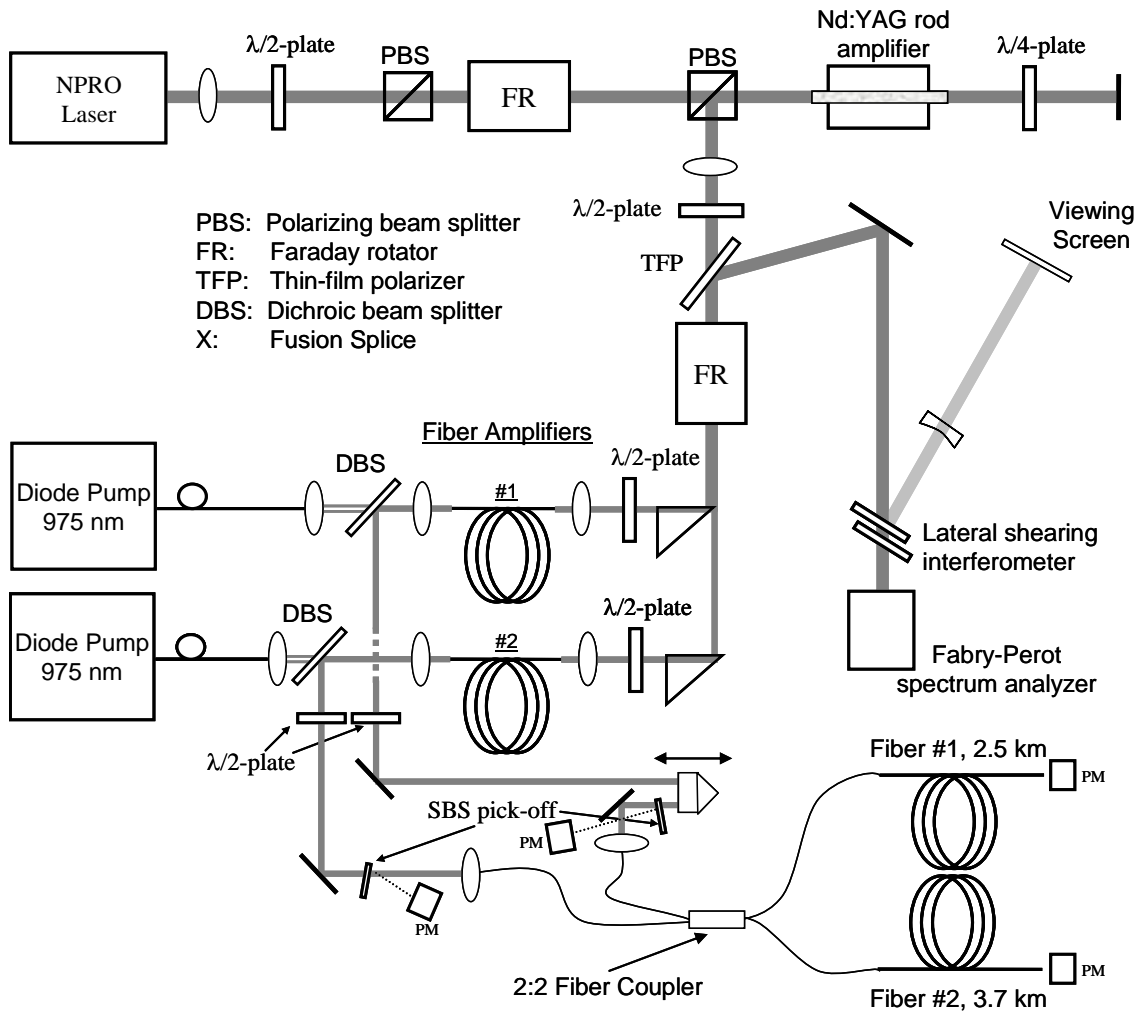 λ/2-plate
PBS
PBS
Nd:YAG rod
amplifier
λ/4-plate
NPRO
Laser
FR
λ/2-plate
Viewing
Screen
PBS: Polarizing beam splitter
FR: Faraday rotator
TFP: Thin-film polarizer
DBS: Dichroic beam splitter
X: Fusion Splice
TFP
FR
Fiber Amplifiers
λ/2-plate
DBS
#1
Diode Pump
975 nm
Lateral shearing
interferometer
DBS
#2
λ/2-plate
Diode Pump
975 nm
Fabry-Perot
spectrum analyzer
λ/2-plate
Fiber #1, 2.5 km
PM
SBS pick-off
PM
PM
2:2 Fiber Coupler
PM
Fiber #2, 3.7 km